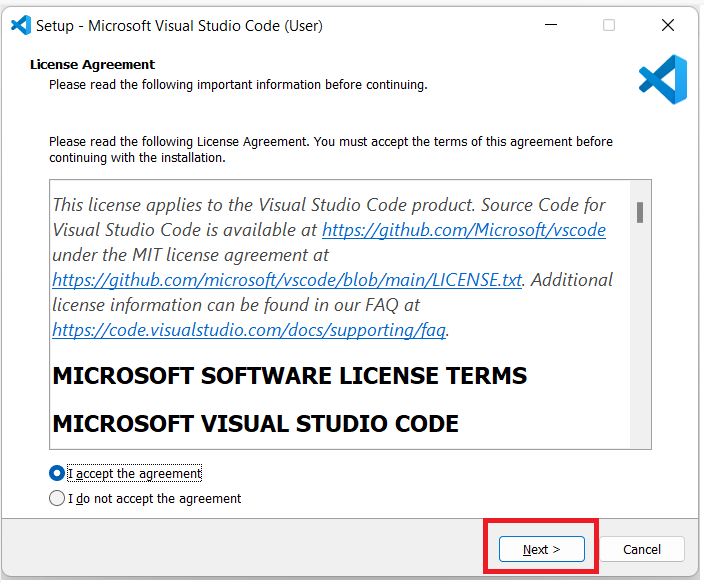 Setup - Microsoft Visual Studio Code (User)
License Agreement
Please read the following important information before continuing.
Please read the following License Agreement. You must accept the terms of this agreement before
continuing with the installation.
This license applies to the Visual Studio Code product. Source Code for
Visual Studio Code is available at https://github.com/Microsoft/vscode
under the MIT license agreement at
https://github.com/microsoft/vscode/blob/main/LICENSE.txt. Additional
license information can be found in our FAQ at
https://code.visualstudio.com/docs/supporting/faq.
MICROSOFT SOFTWARE LICENSE TERMS
MICROSOFT VISUAL STUDIO CODE
I accept the agreement
I do not accept the agreement
Next > Cancel